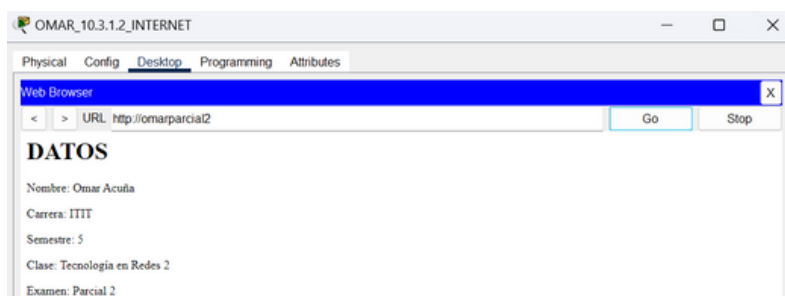 OMAR_10.3.1.2_INTERNET
Physical Config Desktop Programming Attributes
Web Browser X
< > URL http://omarparcial2 Go Stop
DATOS
Nombre: Omar Acuña
Carrera: ITIT
Semestre: 5
Clase: Tecnologia en Redes 2
Examen: Parcial 2